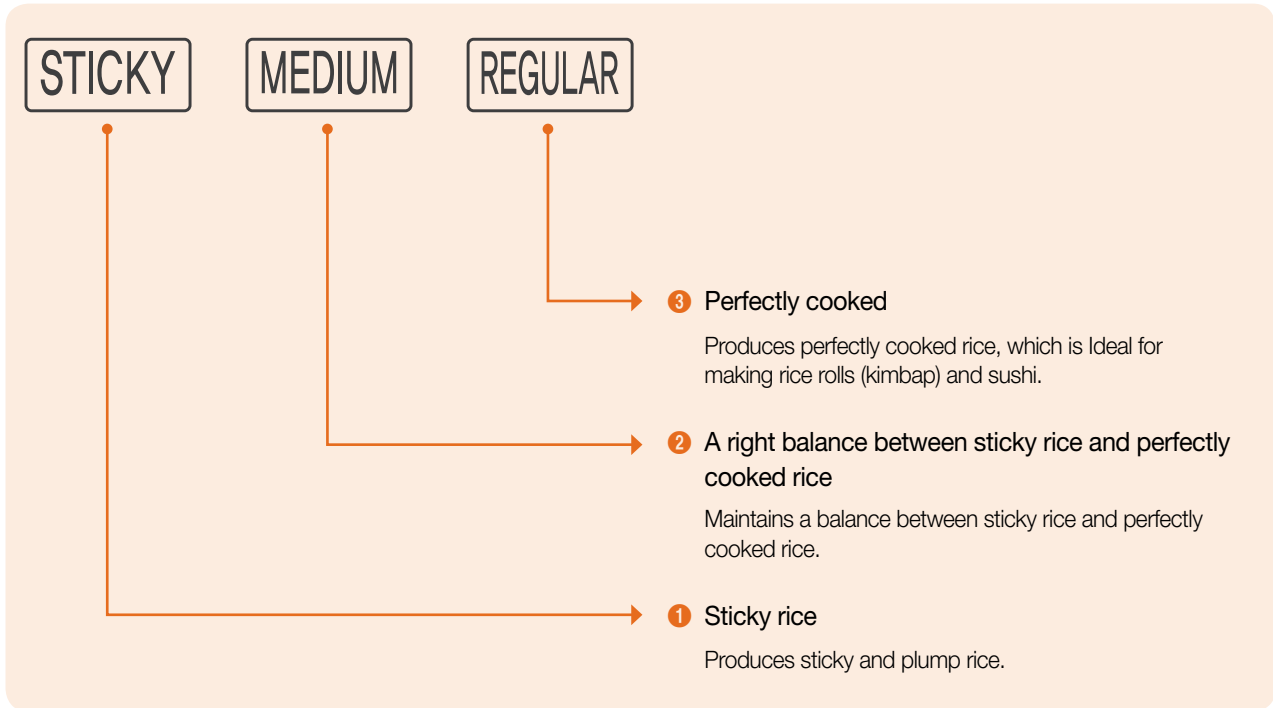 STICKY MEDIUM REGULAR
3 Perfectly cooked
Produces perfectly cooked rice, which is Ideal for
making rice rolls (kimbap) and sushi.
2 A right balance between sticky rice and perfectly
cooked rice
Maintains a balance between sticky rice and perfectly
cooked rice.
1 Sticky rice
Produces sticky and plump rice.